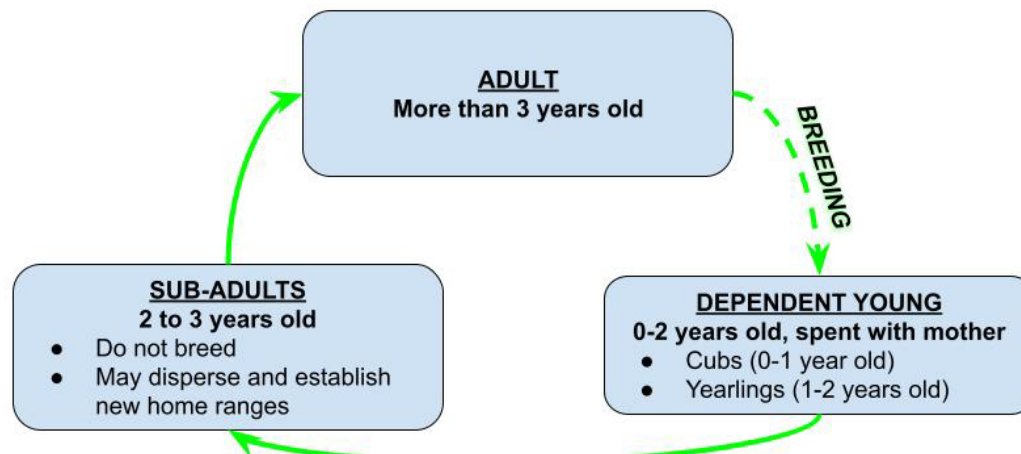 ADULT
More than 3 years old
BREEDING
SUB-ADULTS
2 to 3 years old
● Do not breed
● May disperse and establish
new home ranges
DEPENDENT YOUNG
0-2 years old, spent with mother
● Cubs (0-1 year old)
● Yearlings (1-2 years old)